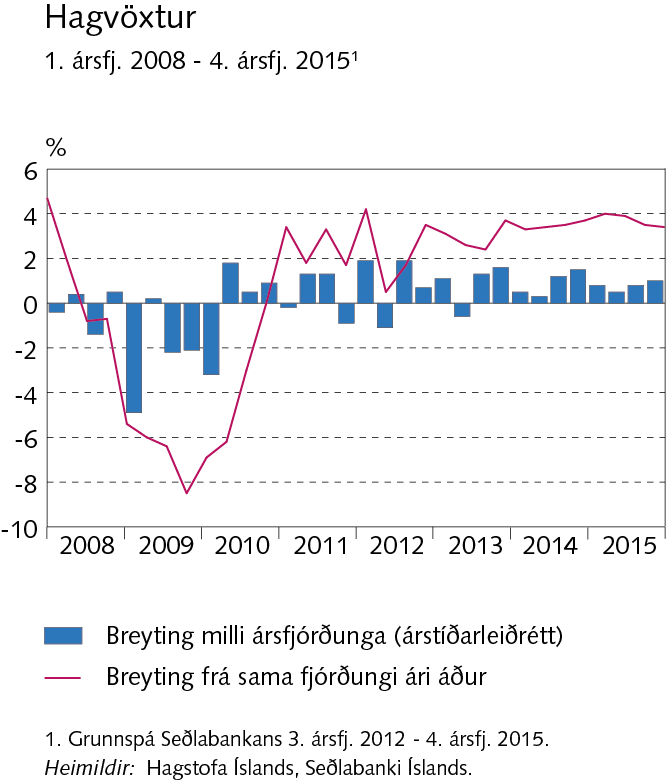 Hagvöxtur
1. ársfj. 2008 - 4. ársfj. 2015¹
%
6
4
2
0
-2
-4
-6
-8
-10
2008 2009 2010 2011 2012 2013 2014 2015
Breyting milli ársfjórðunga (árstíðarleiðrétt)
Breyting frá sama fjórðungi ári áður
1. Grunnspá Seðlabankans 3. ársfj. 2012 - 4. ársfj. 2015.
Heimildir: Hagstofa Íslands, Seðlabanki Íslands.